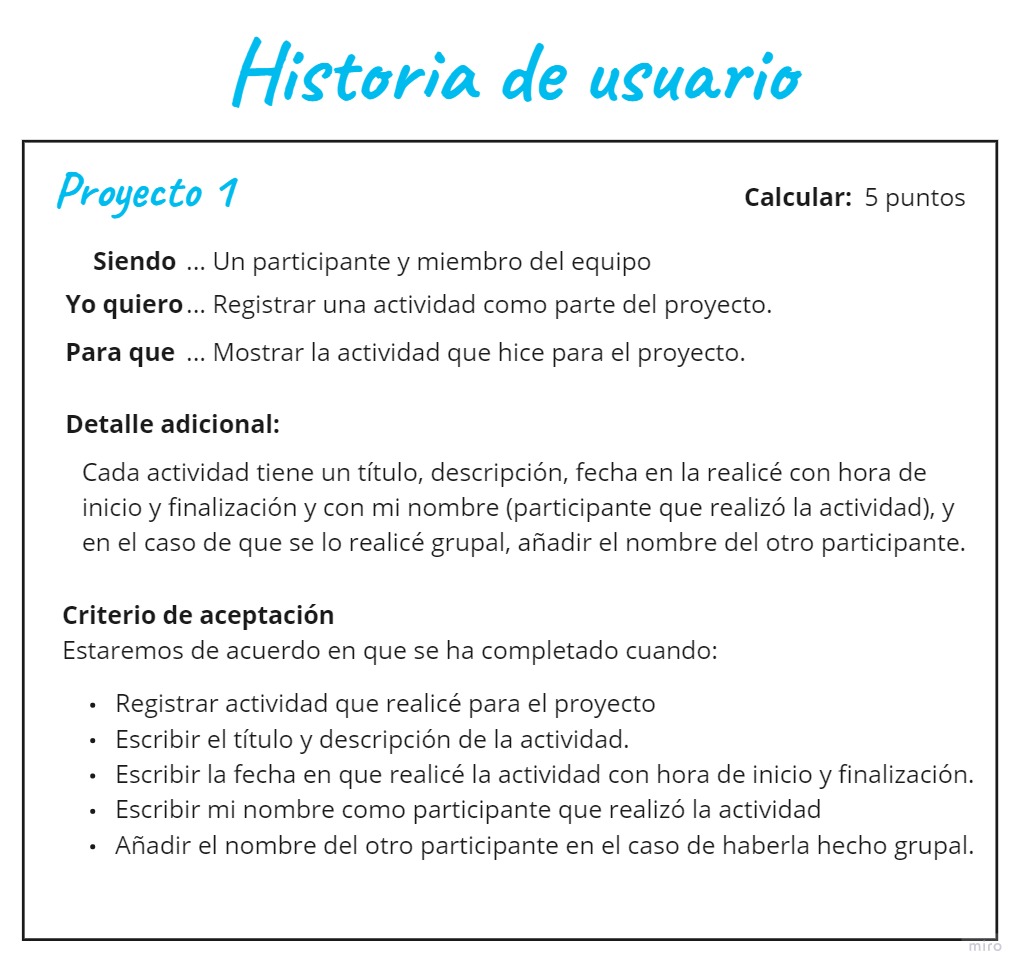 Historia de usuario
Proyecto 1
Calcular: 5 puntos
Siendo ... Un participante y miembro del equipo
Yo quiero... Registrar una actividad como parte del proyecto.
Para que ... Mostrar la actividad que hice para el proyecto.
Detalle adicional:
Cada actividad tiene un título, descripción, fecha en la realicé con hora de
inicio y finalización y con mi nombre (participante que realizó la actividad), y
en el caso de que se lo realicé grupal, añadir el nombre del otro participante.
Criterio de aceptación
Estaremos de acuerdo en que se ha completado cuando:
• Registrar actividad que realicé para el proyecto
• Escribir el título y descripción de la actividad.
• Escribir la fecha en que realicé la actividad con hora de inicio y finalización.
• Escribir mi nombre como participante que realizó la actividad
• Añadir el nombre del otro participante en el caso de haberla hecho grupal.
miro